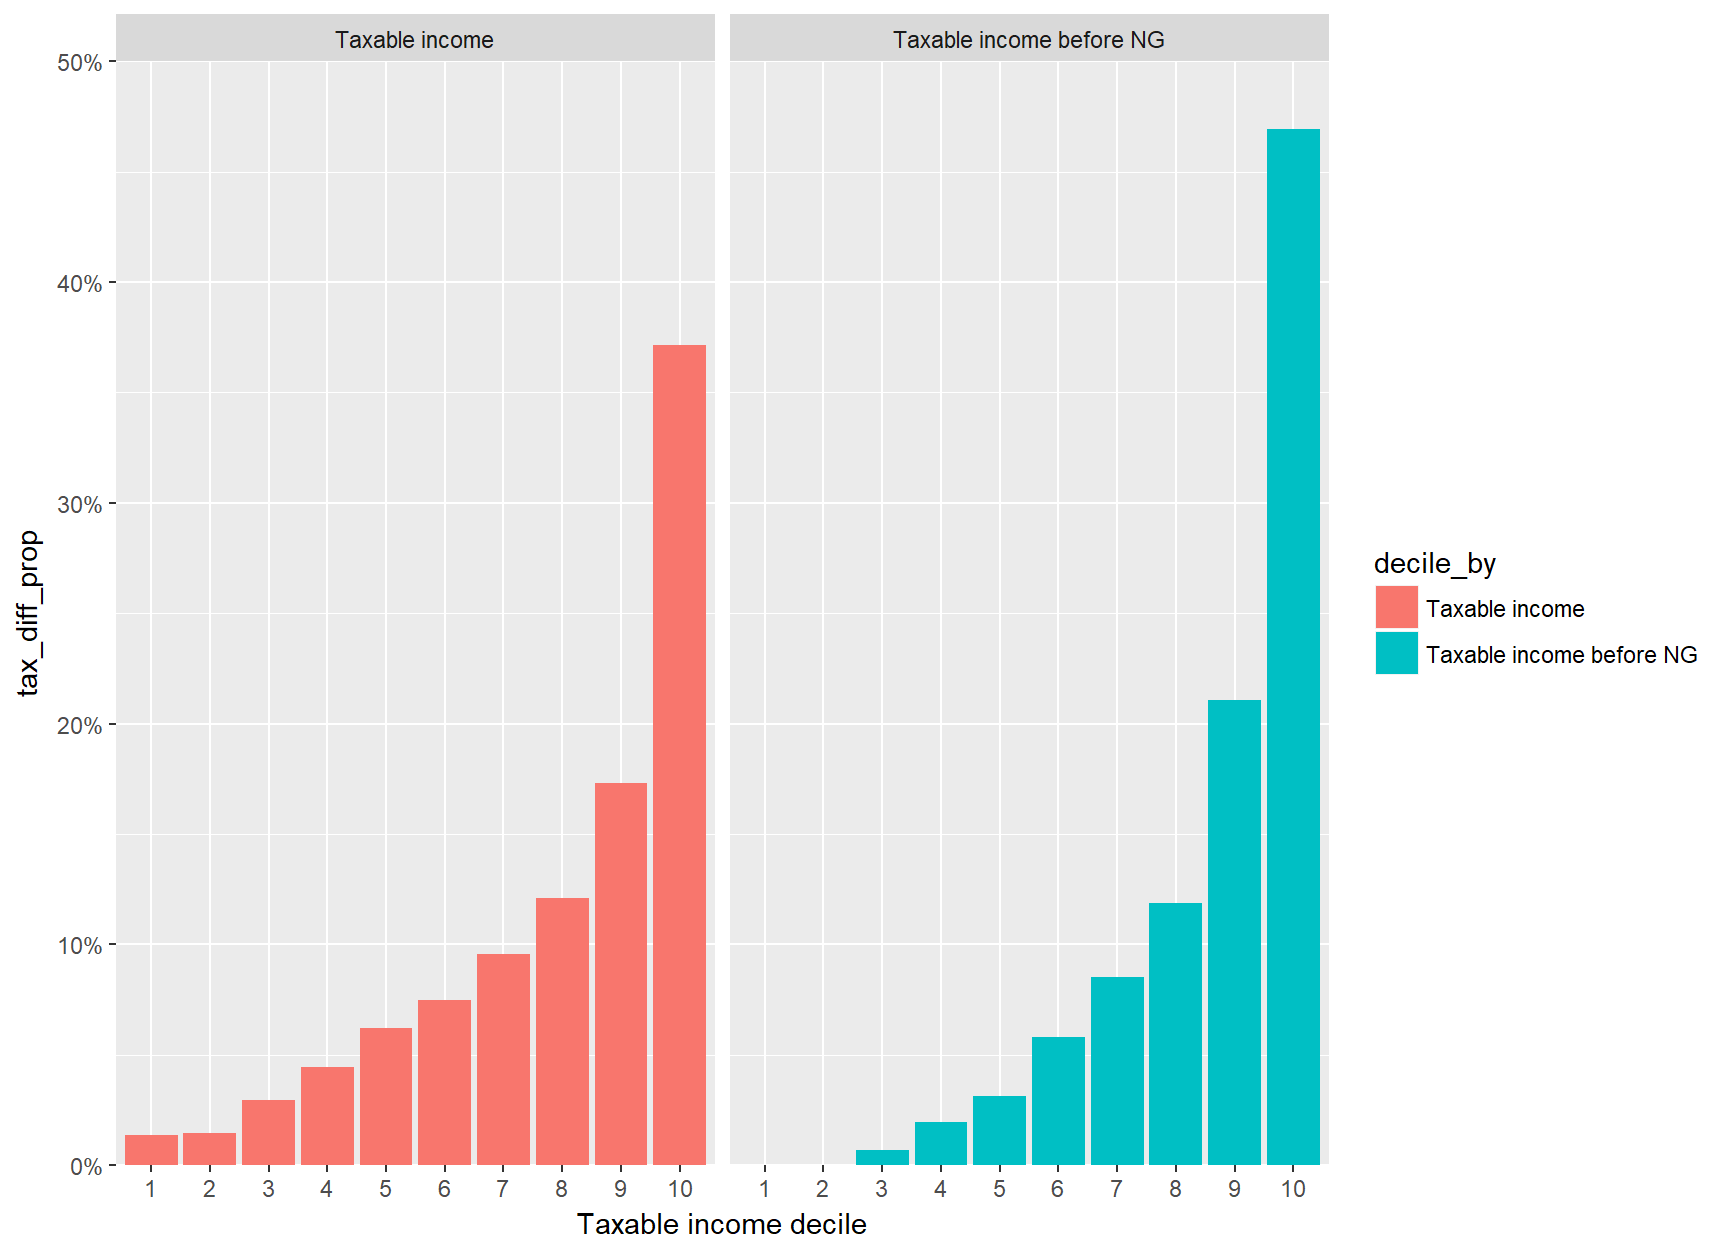 Taxable income
Taxable income before NG
50%
40%
30%
20%
10%
0%
tax_diff_prop
1 2 3 4 5 6 7 8 9 10
1 2 3 4 5 6 7 8 9 10
Taxable income decile
decile_by
Taxable income
Taxable income before NG